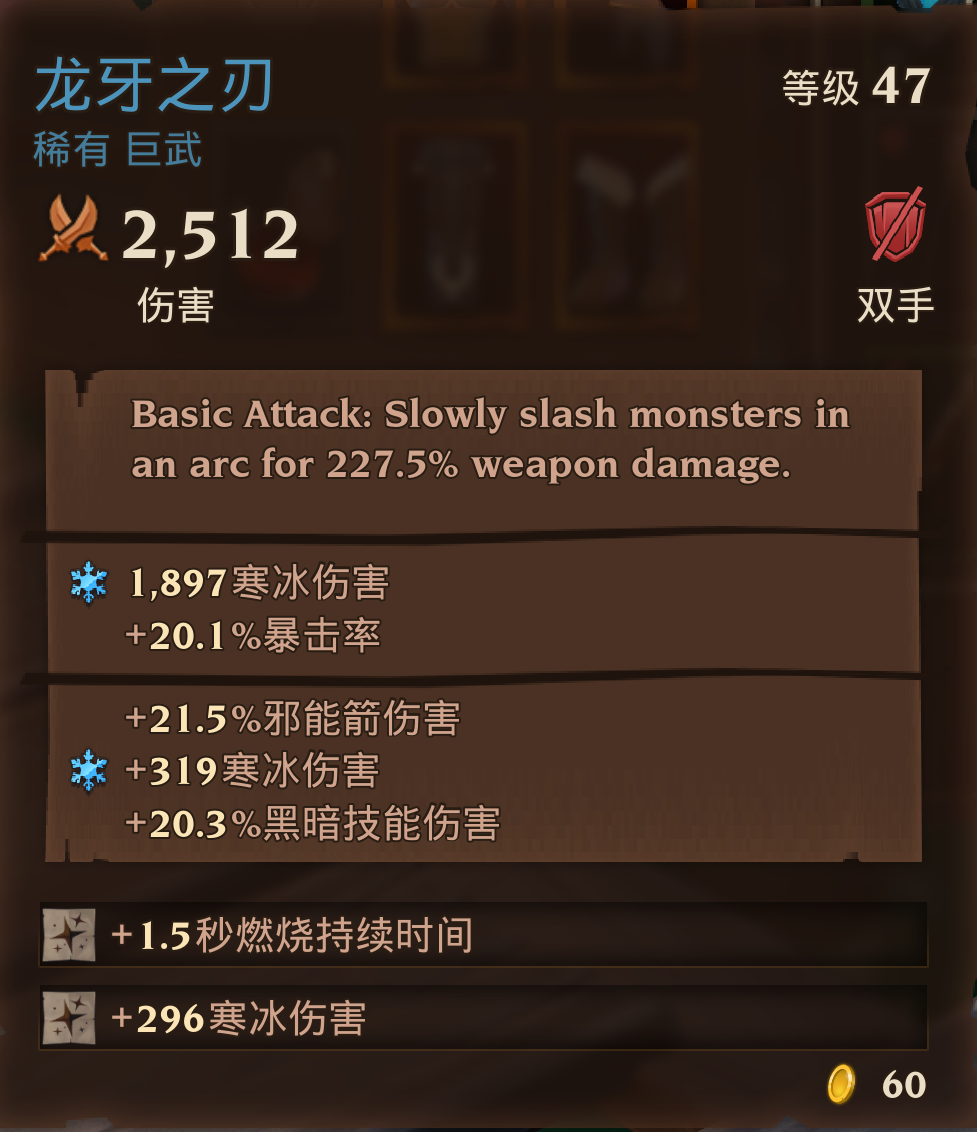 龙牙之刃
等级 47
稀有 巨武
2,512
伤害
双手
Basic Attack: Slowly slash monsters in
an arc for 227.5% weapon damage.
1,897寒冰伤害
+20.1%暴击率
+21.5%邪能箭伤害
+319寒冰伤害
+20.3%黑暗技能伤害
+1.5秒燃烧持续时间
+296寒冰伤害
60